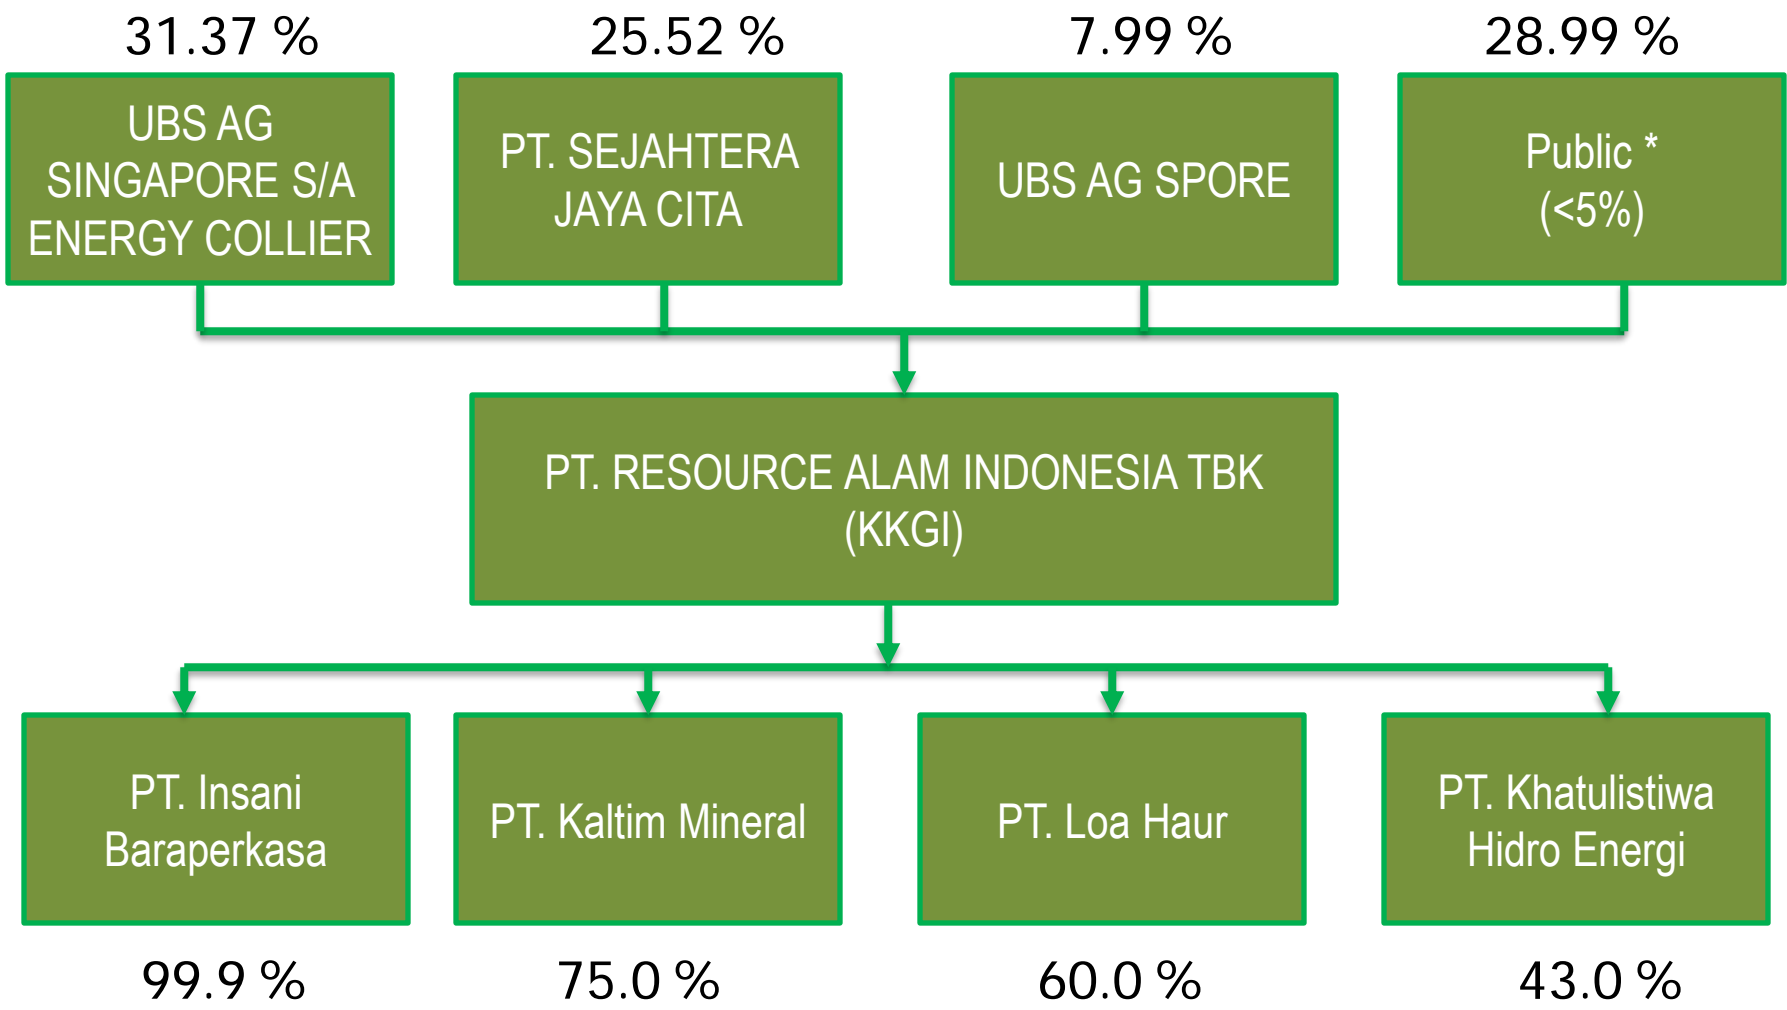 31.37 %
25.52 %
7.99 %
28.99 %
UBS AG
SINGAPORE S/A
ENERGY COLLIER
PT. SEJAHTERA
JAYA CITA
UBS AG SPORE
Public *
(<5%)
PT. RESOURCE ALAM INDONESIA TBK
(KKGI)
PT. Insani
Baraperkasa
PT. Kaltim Mineral
PT. Loa Haur
PT. Khatulistiwa
Hidro Energi
99.9 %
75.0 %
60.0 %
43.0 %